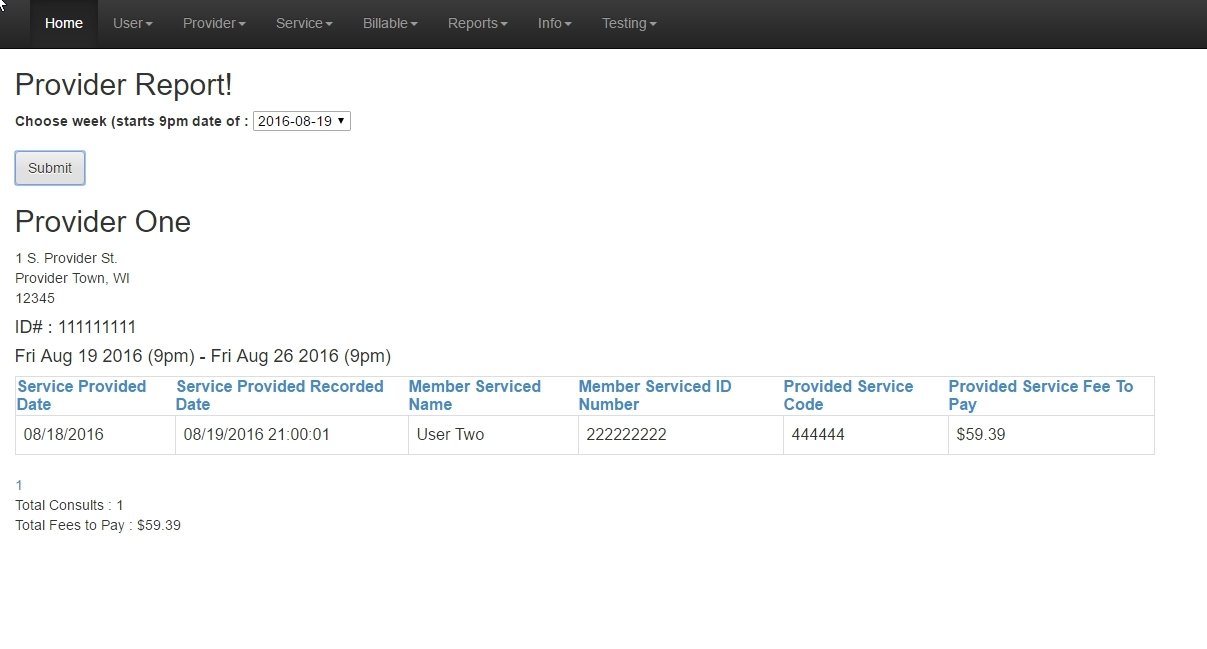 Home User Provider Service Billable Reports Info Testing
Provider Report!
Choose week (starts 9pm date of : 2016-08-19
Submit
Provider One
1 S. Provider St.
Provider Town, WI
12345
ID# : 111111111
Fri Aug 19 2016 (9pm) - Fri Aug 26 2016 (9pm)
Service Provided Date Service Provided Recorded Date Member Serviced Name Member Serviced ID Number Provided Service Code Provided Service Fee To Pay
08/18/2016 08/19/2016 21:00:01 User Two 222222222 444444 $59.39
1
Total Consults : 1
Total Fees to Pay : $59.39